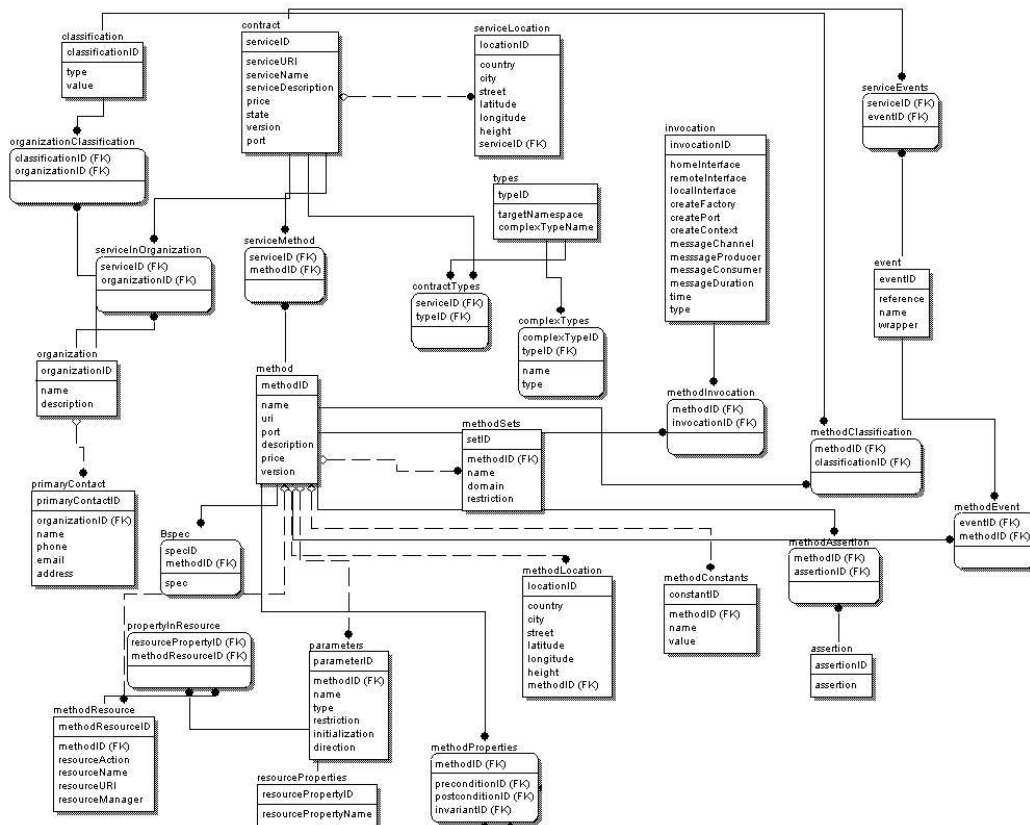 classification
classificationID
type
value
contract
serviceID
serviceURI
serviceName
serviceDescription
price
state
version
port
serviceLocation
locationID
country
city
street
latitude
longitude
height
serviceID (FK)
serviceEvents
serviceID (FK)
eventID (FK)
organizationClassification
classificationID (FK)
organizationID (FK)
invocation
invocationID
homeInterface
remoteInterface
localInterface
createFactory
createPort
createContext
messageChannel
messsageProducer
messageConsumer
messageDuration
time
type
types
typeID
targetNamespace
complexTypeName
serviceInOrganization
serviceID (FK)
organizationID (FK)
serviceMethod
serviceID (FK)
methodID (FK)
contractTypes
serviceID (FK)
typeID (FK)
complexTypes
complexTypeID
typeID (FK)
name
type
event
eventID
reference
name
wrapper
organization
organizationID
name
description
method
methodID
name
uri
port
description
price
version
methodSets
setID
methodID (FK)
name
domain
restriction
methodInvocation
methodID (FK)
invocationID (FK)
methodClassification
methodID (FK)
classificationID (FK)
primaryContact
primaryContactID
organizationID (FK)
name
phone
email
address
Bspec
specID
methodID (FK)
spec
methodEvent
eventID (FK)
methodID (FK)
methodAssertion
methodID (FK)
assertionID (FK)
methodLocation
locationID
country
city
street
latitude
longitude
height
methodID (FK)
methodConstants
constantID
methodID (FK)
name
value
propertyInResource
resourcePropertyID (FK)
methodResourceID (FK)
parameters
parameterID
methodID (FK)
name
type
restriction
initialization
direction
assertion
assertionID
assertion
methodResource
methodResourceID
methodID (FK)
resourceAction
resourceName
resourceURI
resourceManager
methodProperties
methodID (FK)
preconditionID (FK)
postconditionID (FK)
invariantID (FK)
resourceProperties
resourcePropertyID
resourcePropertyName